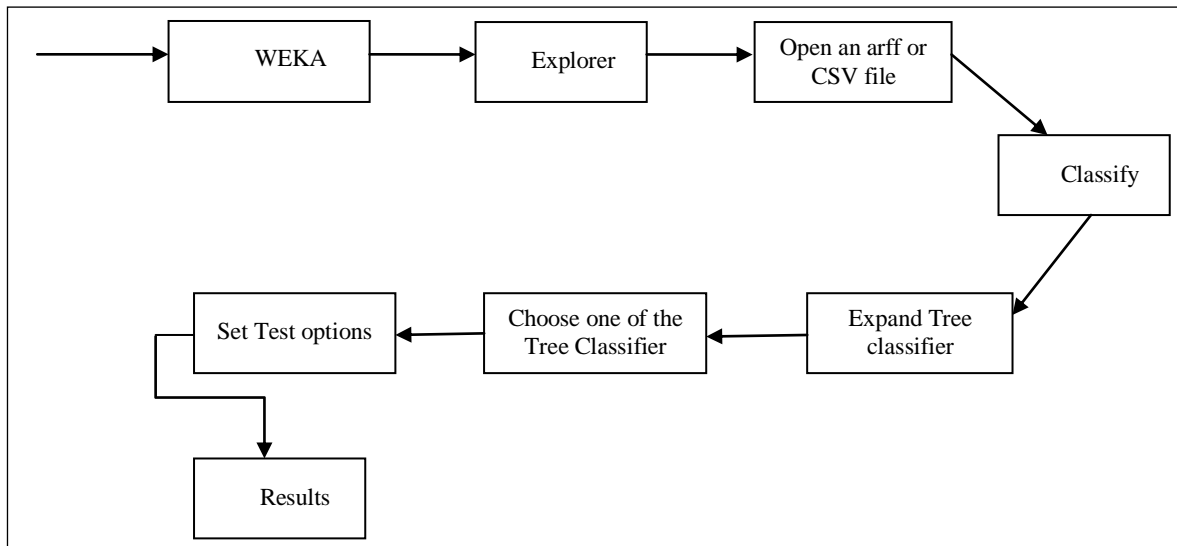 WEKA
Explorer
Open an arff or
CSV file
Classify
Expand Tree
classifier
Choose one of the
Tree Classifier
Set Test options
Results